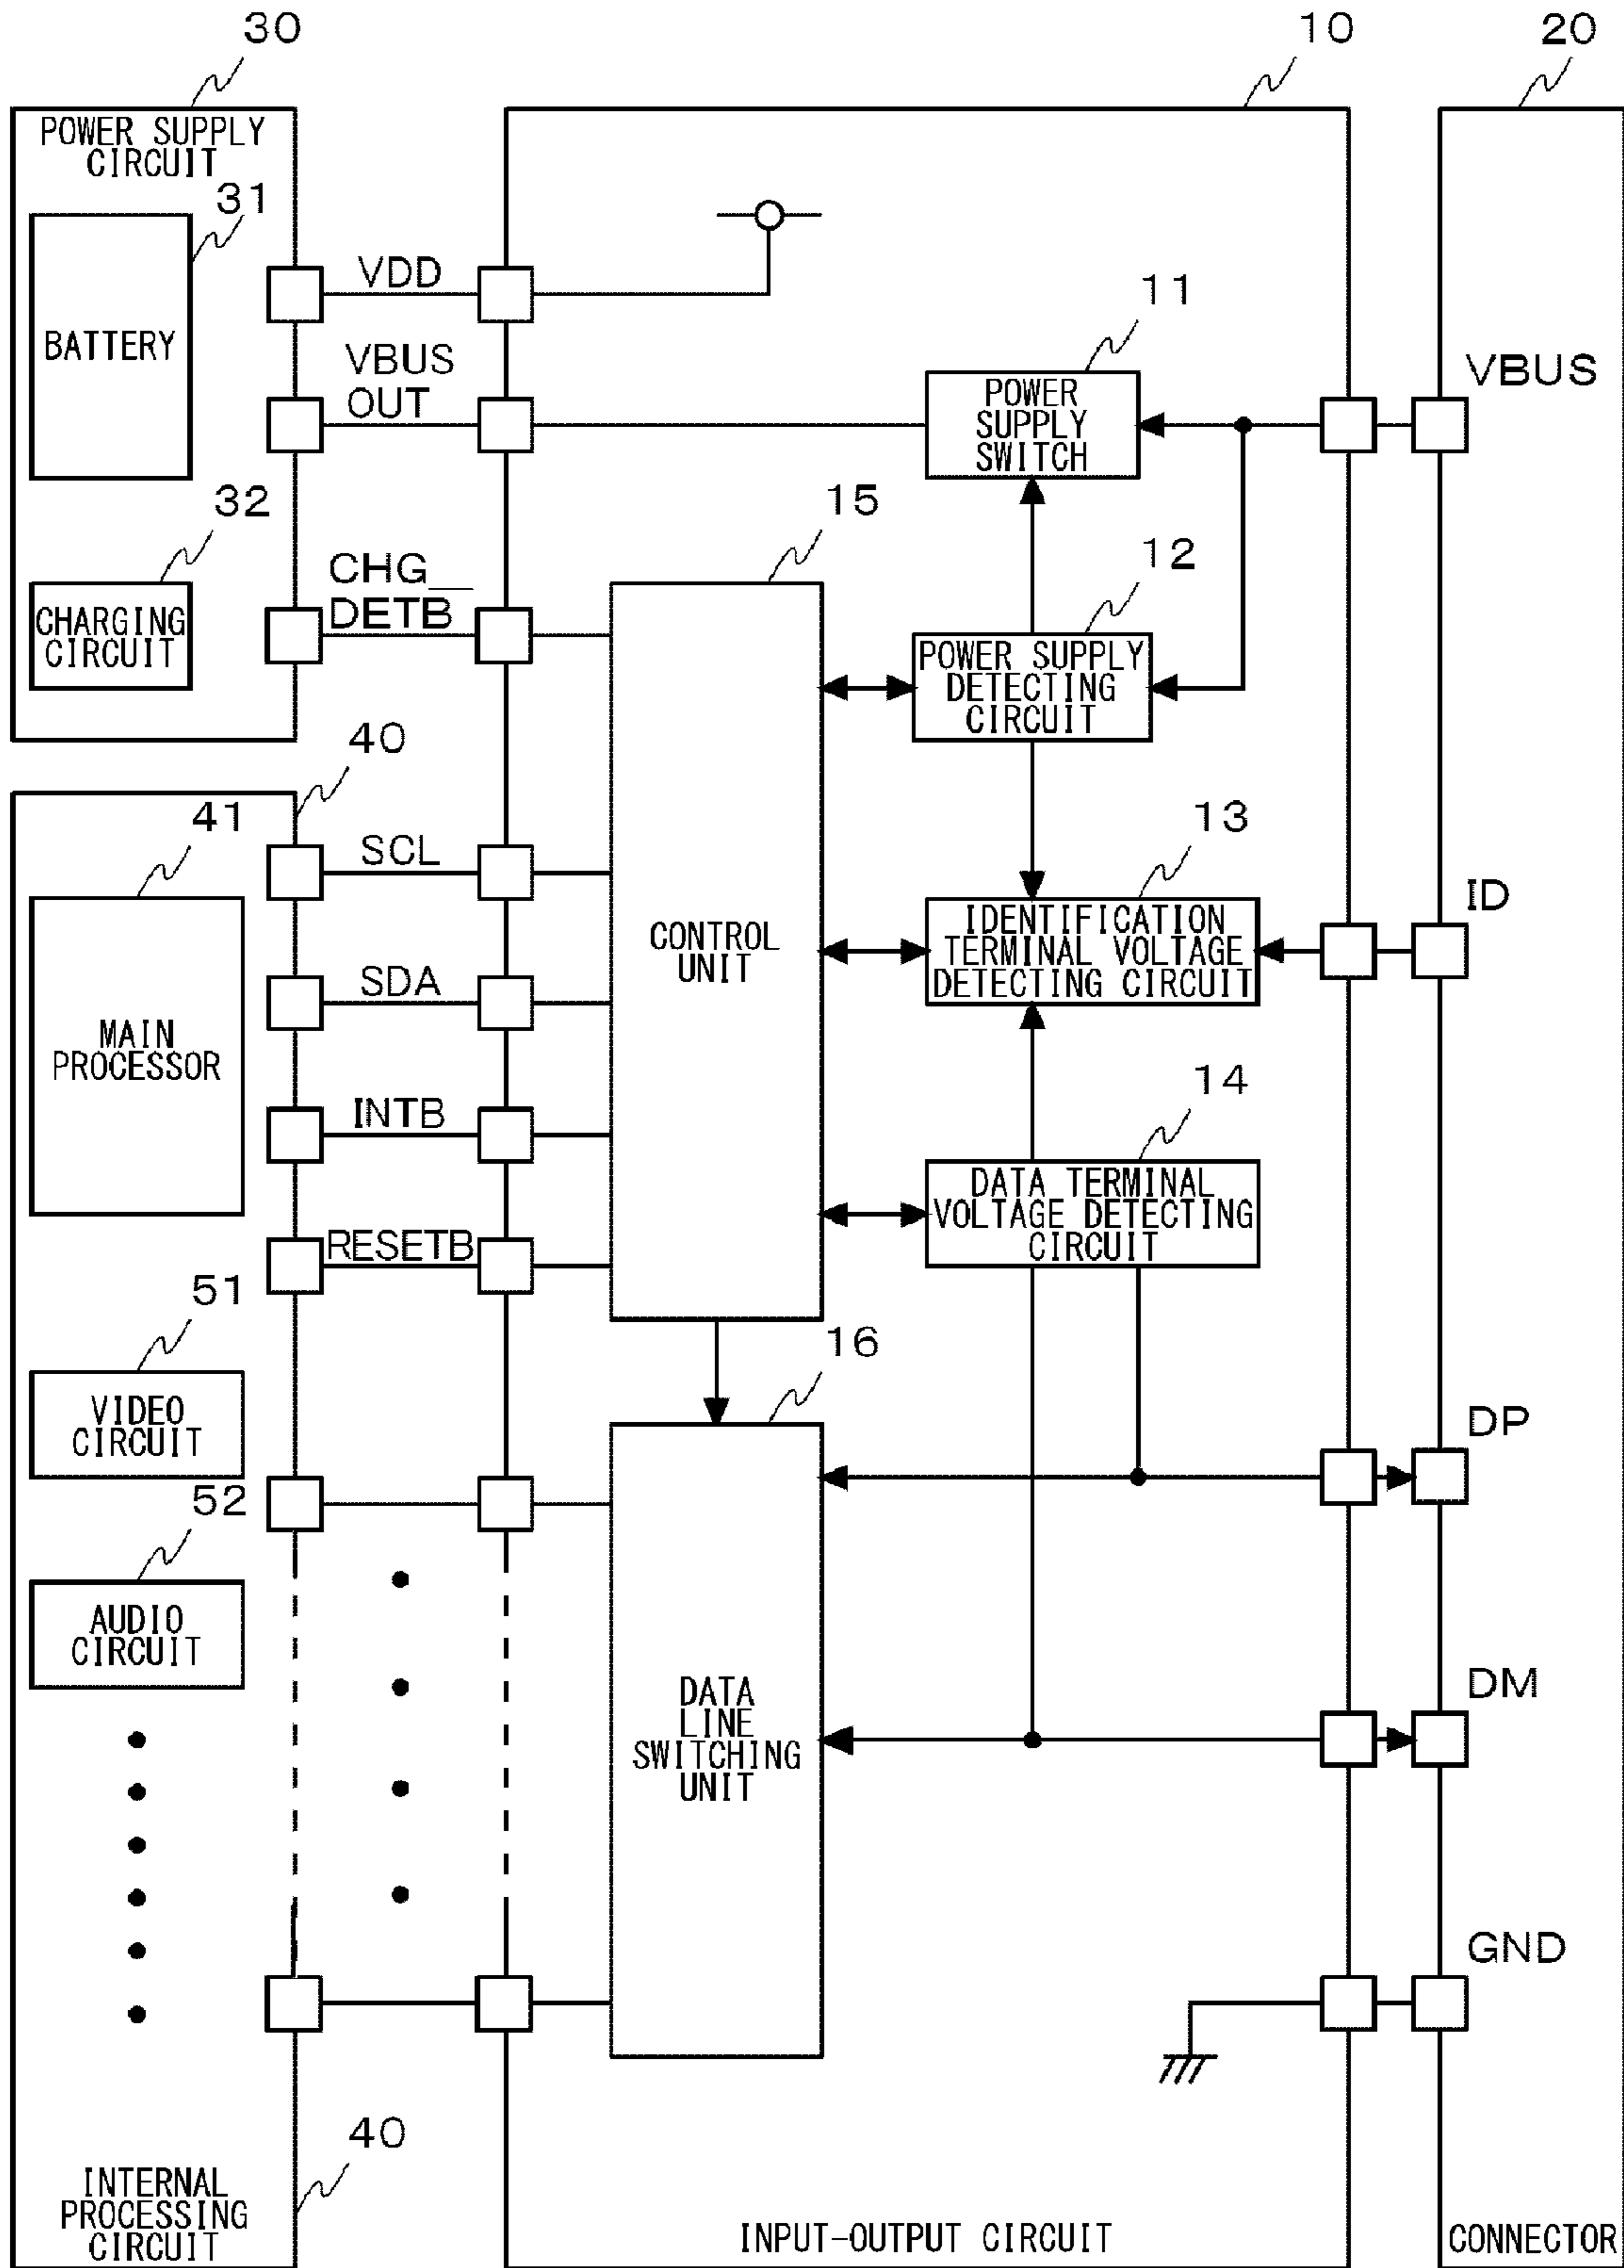 30
10
20
POWER SUPPLY
CIRCUIT
31
BATTERY
VDD
11
VBUS
OUT
POWER
SUPPLY
SWITCH
VBUS
32
CHARGING
CIRCUIT
CHG_
DETB
15
12
POWER SUPPLY
DETECTING
CIRCUIT
40
41
MAIN
PROCESSOR
SCL
SDA
INTB
RESETB
CONTROL
UNIT
13
IDENTIFICATION
TERMINAL VOLTAGE
DETECTING CIRCUIT
ID
14
DATA TERMINAL
VOLTAGE DETECTING
CIRCUIT
51
VIDEO
CIRCUIT
16
DP
52
AUDIO
CIRCUIT
DATA
LINE
SWITCHING
UNIT
DM
GND
40
INTERNAL
PROCESSING
CIRCUIT
INPUT-OUTPUT CIRCUIT
CONNECTOR